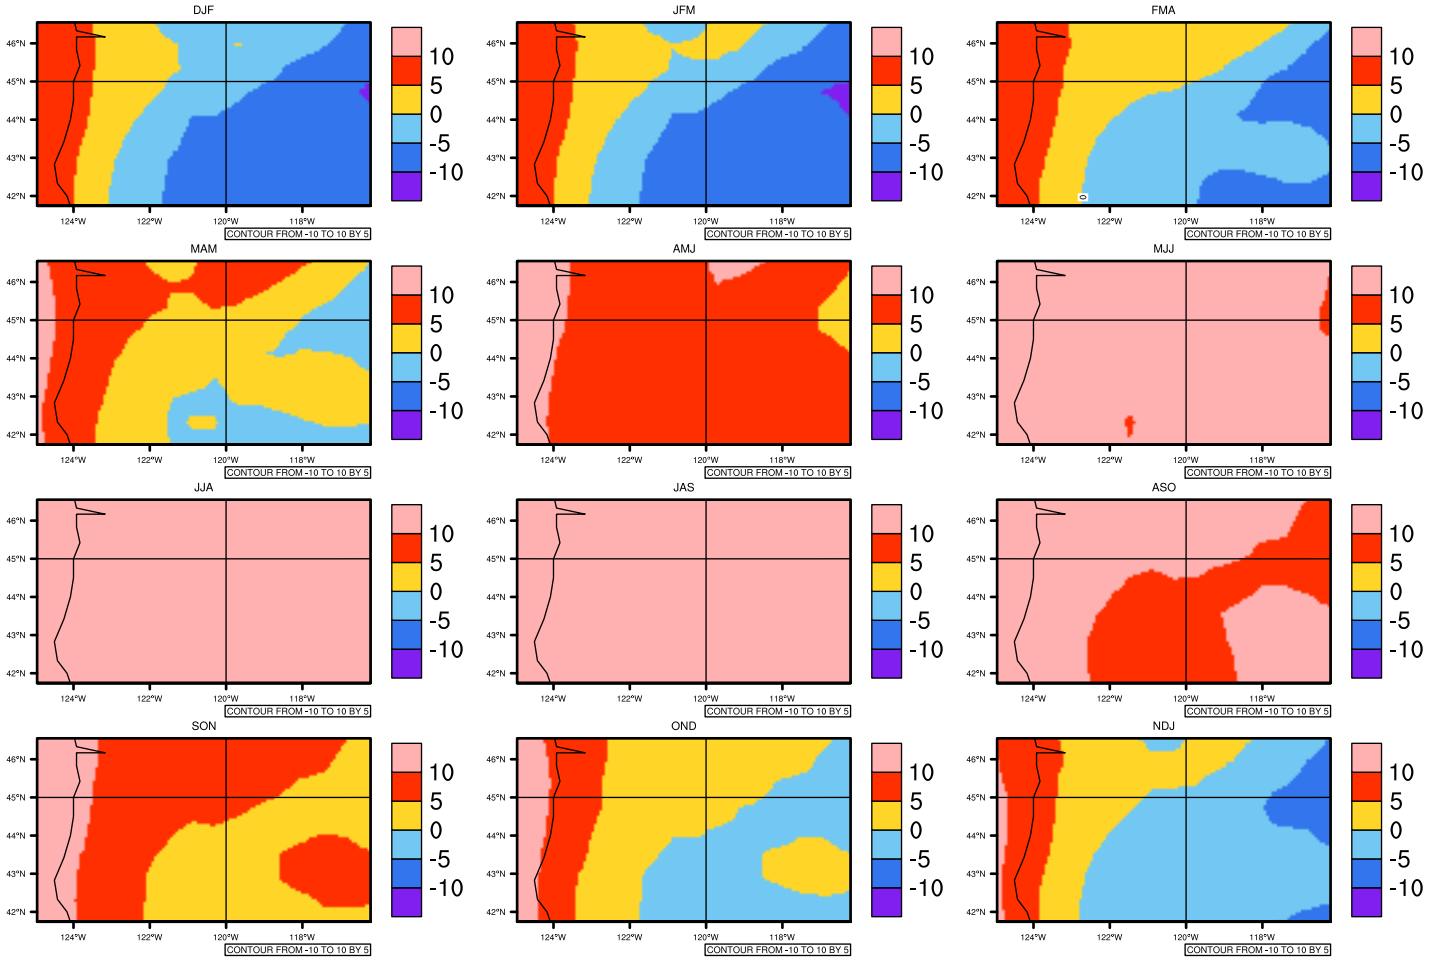 DJF JFM FMA
46°N 10 46°N 10 46°N 10
45°N 5 45°N 5 45°N 5
44°N 0 44°N 0 44°N 0
43°N -5 43°N -5 43°N -5
42°N -10 42°N -10 42°N 0 -10
124°W 122°W 120°W 118°W 124°W 122°W 120°W 118°W 124°W 122°W 120°W 118°W
CONTOUR FROM -10 TO 10 BY 5 CONTOUR FROM -10 TO 10 BY 5 CONTOUR FROM -10 TO 10 BY 5
MAM AMJ MJJ
46°N 10 46°N 10 46°N 10
45°N 5 45°N 5 45°N 5
44°N 0 44°N 0 44°N 0
43°N -5 43°N -5 43°N -5
42°N -10 42°N -10 42°N -10
124°W 122°W 120°W 118°W 124°W 122°W 120°W 118°W 124°W 122°W 120°W 118°W
CONTOUR FROM -10 TO 10 BY 5 CONTOUR FROM -10 TO 10 BY 5 CONTOUR FROM -10 TO 10 BY 5
JJA JAS ASO
46°N 10 46°N 10 46°N 10
45°N 5 45°N 5 45°N 5
44°N 0 44°N 0 44°N 0
43°N -5 43°N -5 43°N -5
42°N -10 42°N -10 42°N -10
124°W 122°W 120°W 118°W 124°W 122°W 120°W 118°W 124°W 122°W 120°W 118°W
CONTOUR FROM -10 TO 10 BY 5 CONTOUR FROM -10 TO 10 BY 5 CONTOUR FROM -10 TO 10 BY 5
SON OND NDJ
46°N 10 46°N 10 46°N 10
45°N 5 45°N 5 45°N 5
44°N 0 44°N 0 44°N 0
43°N -5 43°N -5 43°N -5
42°N -10 42°N -10 42°N -10
124°W 122°W 120°W 118°W 124°W 122°W 120°W 118°W 124°W 122°W 120°W 118°W
CONTOUR FROM -10 TO 10 BY 5 CONTOUR FROM -10 TO 10 BY 5 CONTOUR FROM -10 TO 10 BY 5